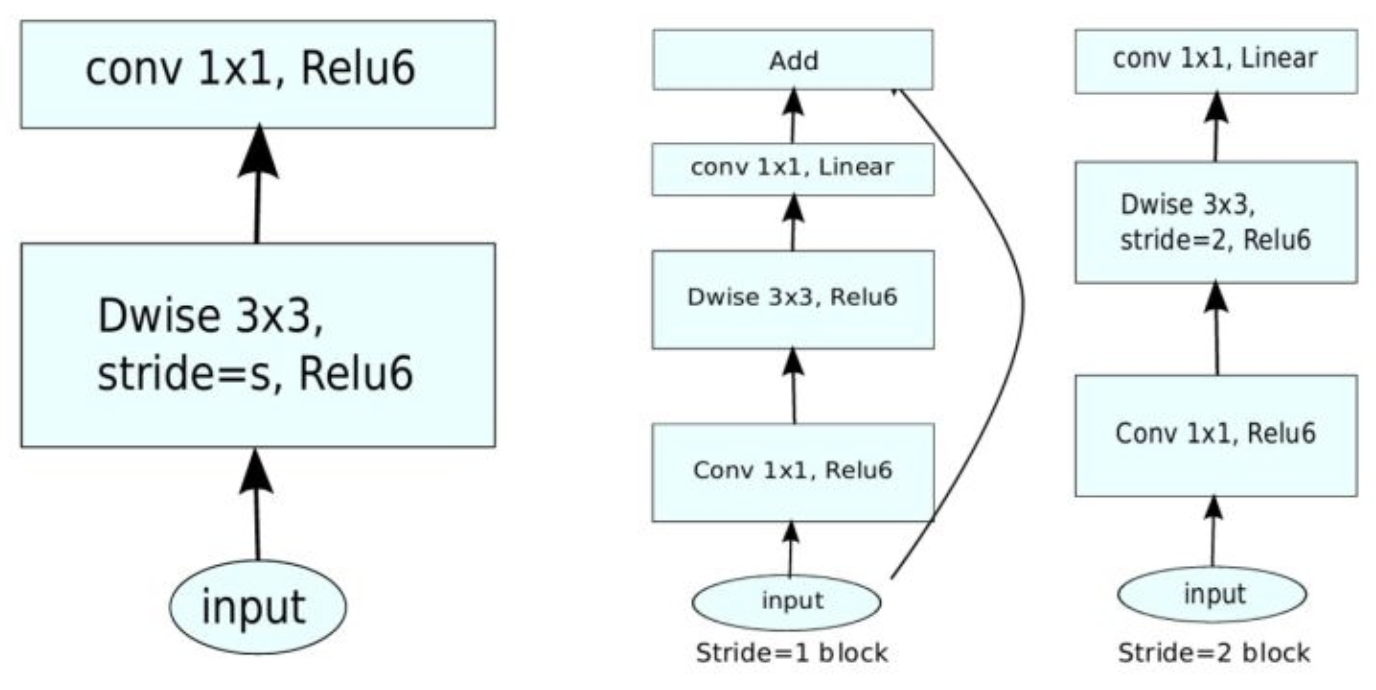 conv 1x1, Relu6
Dwise 3x3,
stride=s, Relu6
input
Add
conv 1x1, Linear
Dwise 3x3, Relu6
Conv 1x1, Relu6
input
Stride=1 block
conv 1x1, Linear
Dwise 3x3,
stride=2, Relu6
Conv 1x1, Relu6
input
Stride=2 block